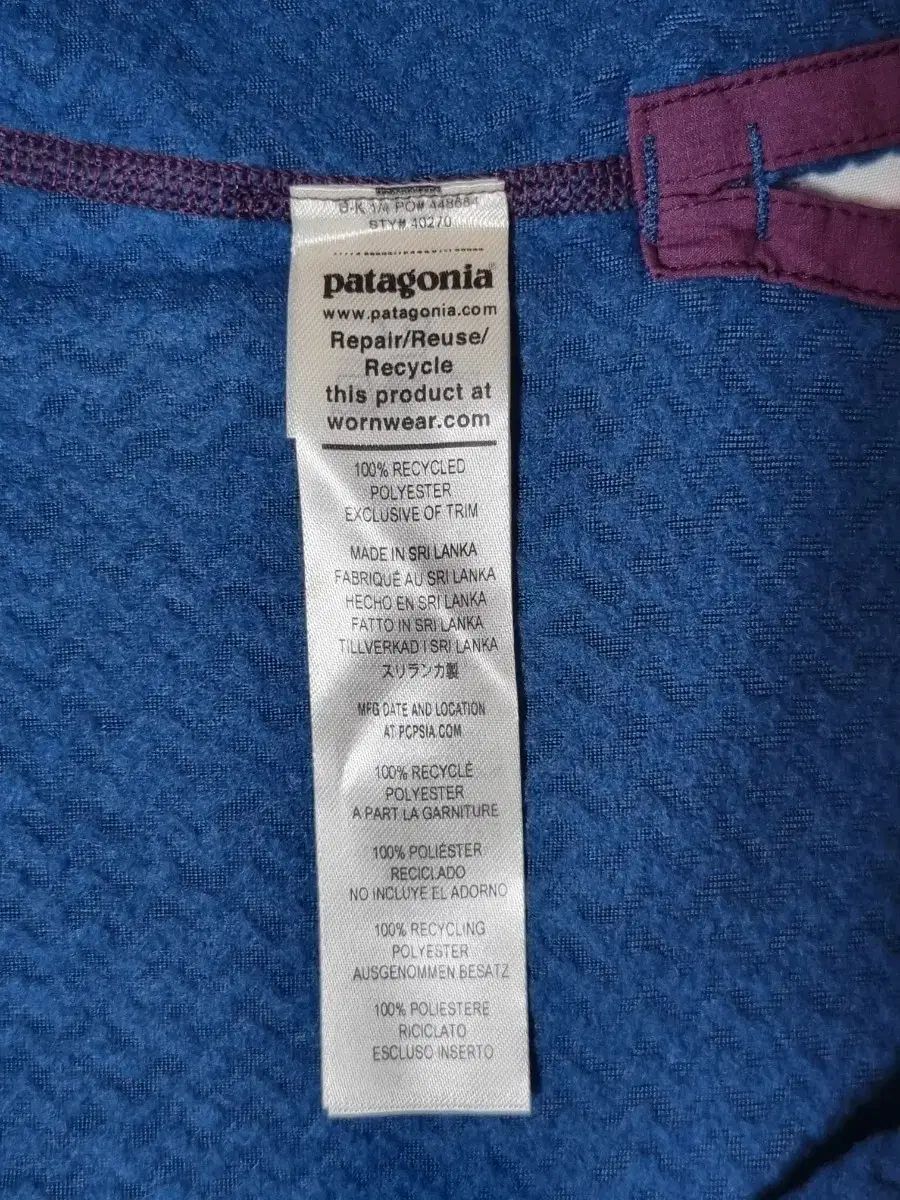 PO# 448684
STY# 40270
patagonia®
www.patagonia.com
Repair/Reuse/
Recycle
this product at
wornwear.com
100% RECYCLED
POLYESTER
EXCLUSIVE OF TRIM
MADE IN SRI LANKA
FABRIQUÉ AU SRI LANKA
HECHO EN SRI LANKA
FATTO IN SRI LANKA
TILLVERKAD I SRI LANKA
スリランカ製
MFG DATE AND LOCATION
AT PCPSIA.COM
100% RECYCLÉ
POLYESTER
A PART LA GARNITURE
100% POLIÉSTER
RECICLADO
NO INCLUYE EL ADORNO
100% RECYCLING
POLYESTER
AUSGENOMMEN BESATZ
100% POLIESTERE
RICICLATO
ESCLUSO INSERTO